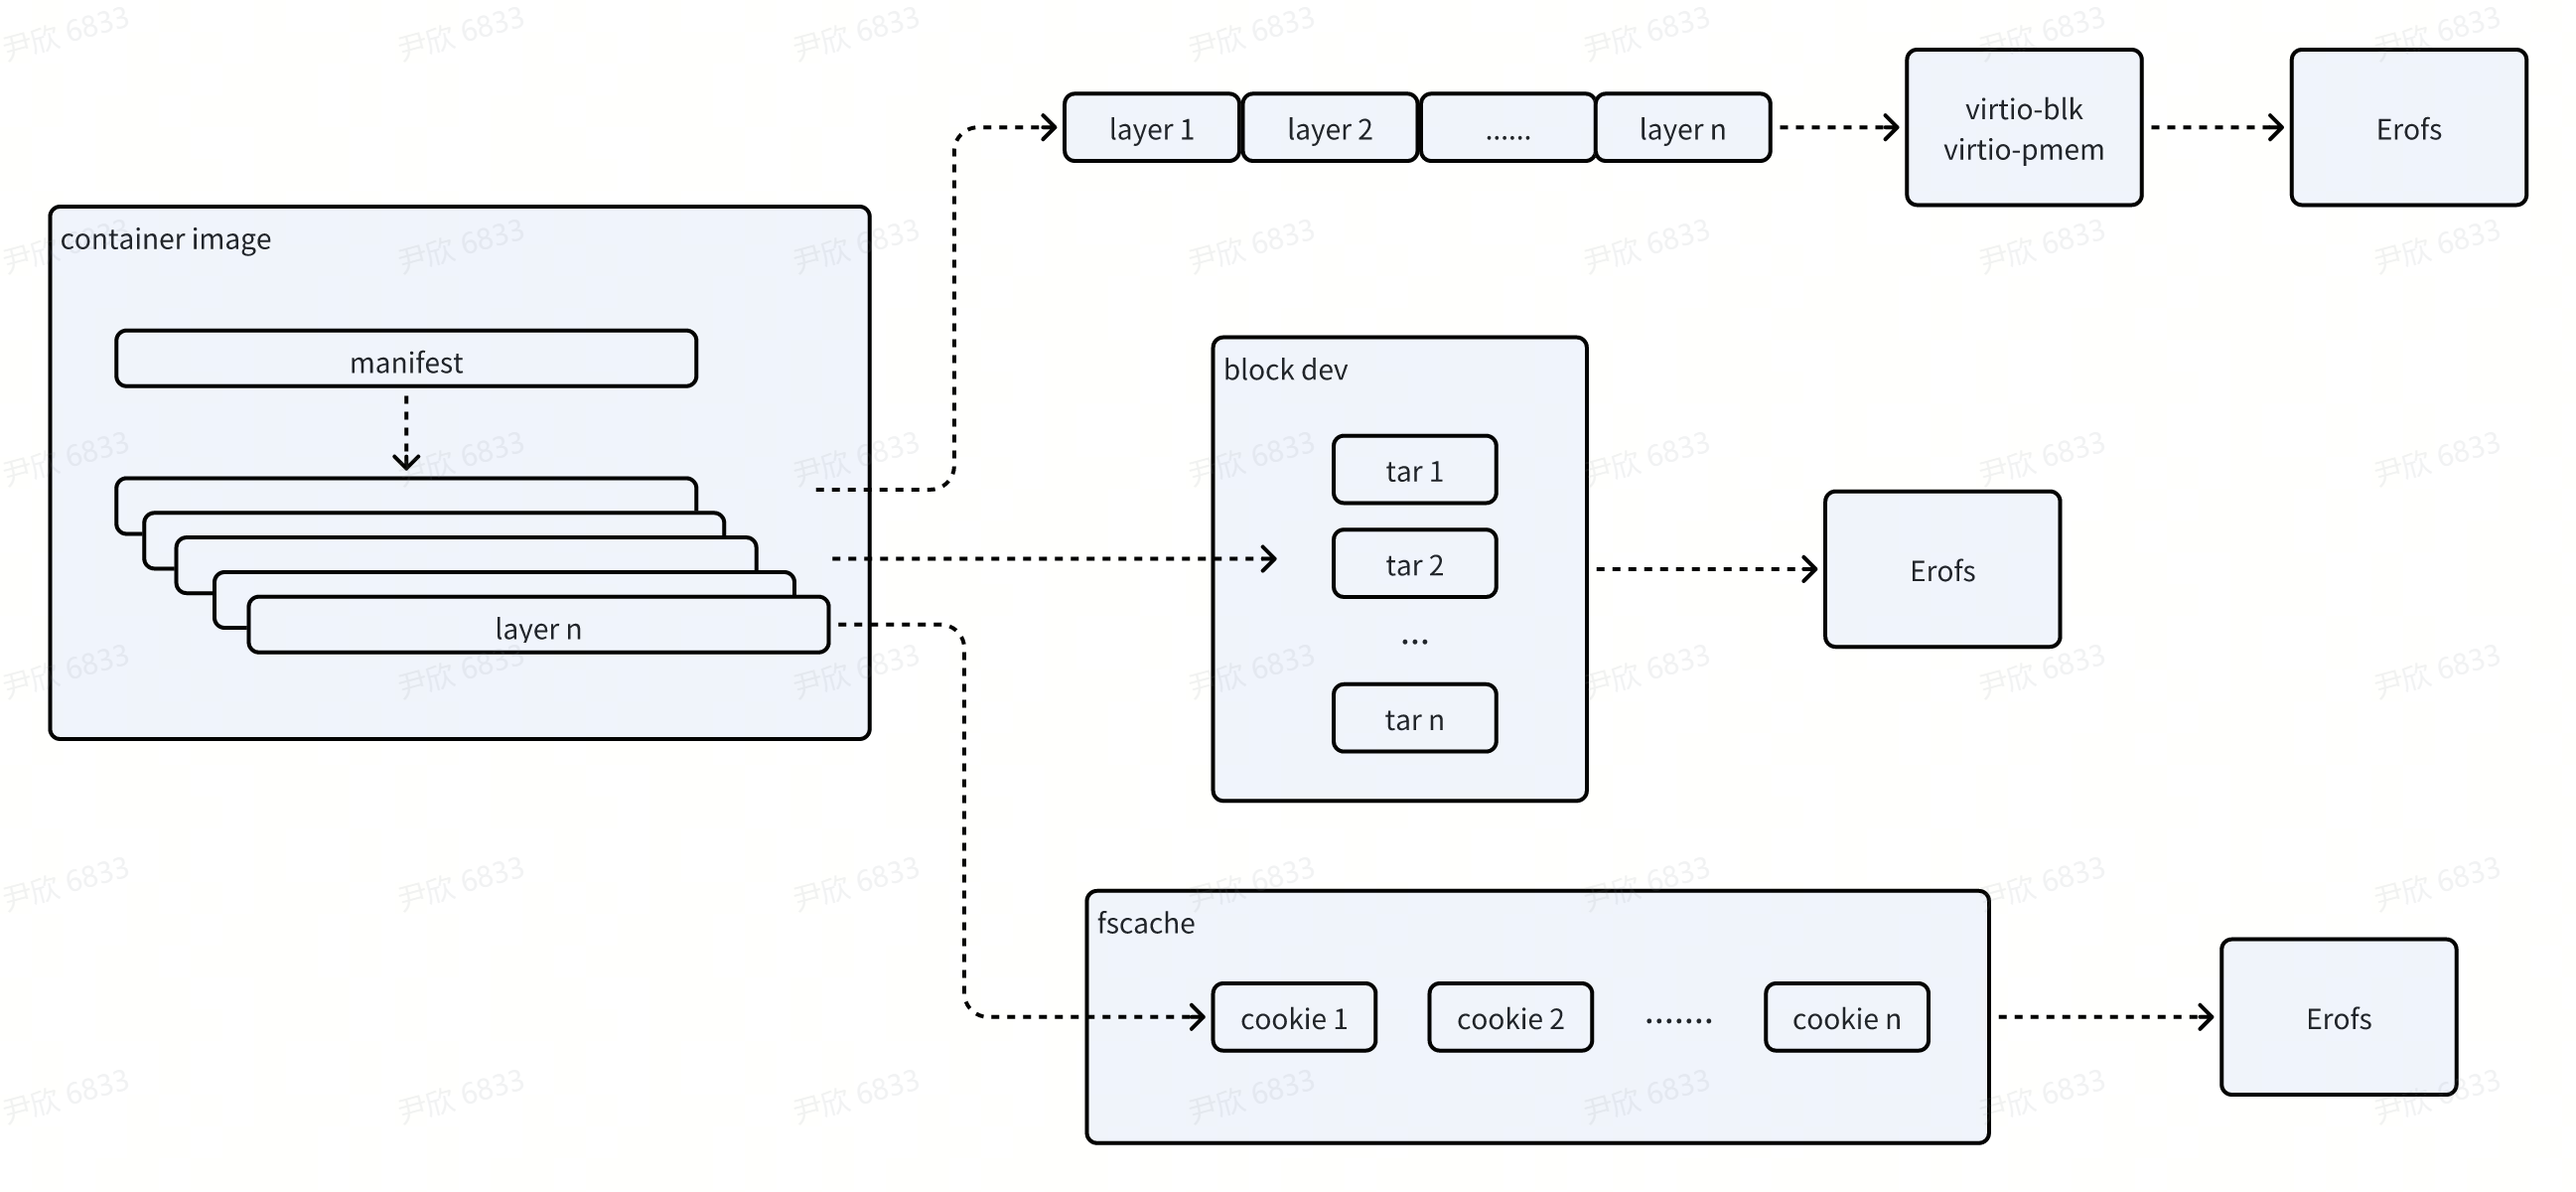 container image
manifest
layer n
layer 1
layer 2
......
layer n
virtio-blk
virtio-pmem
Erofs
block dev
tar 1
tar 2
...
tar n
Erofs
fscache
cookie 1
cookie 2
.......
cookie n
Erofs
尹欣 6833